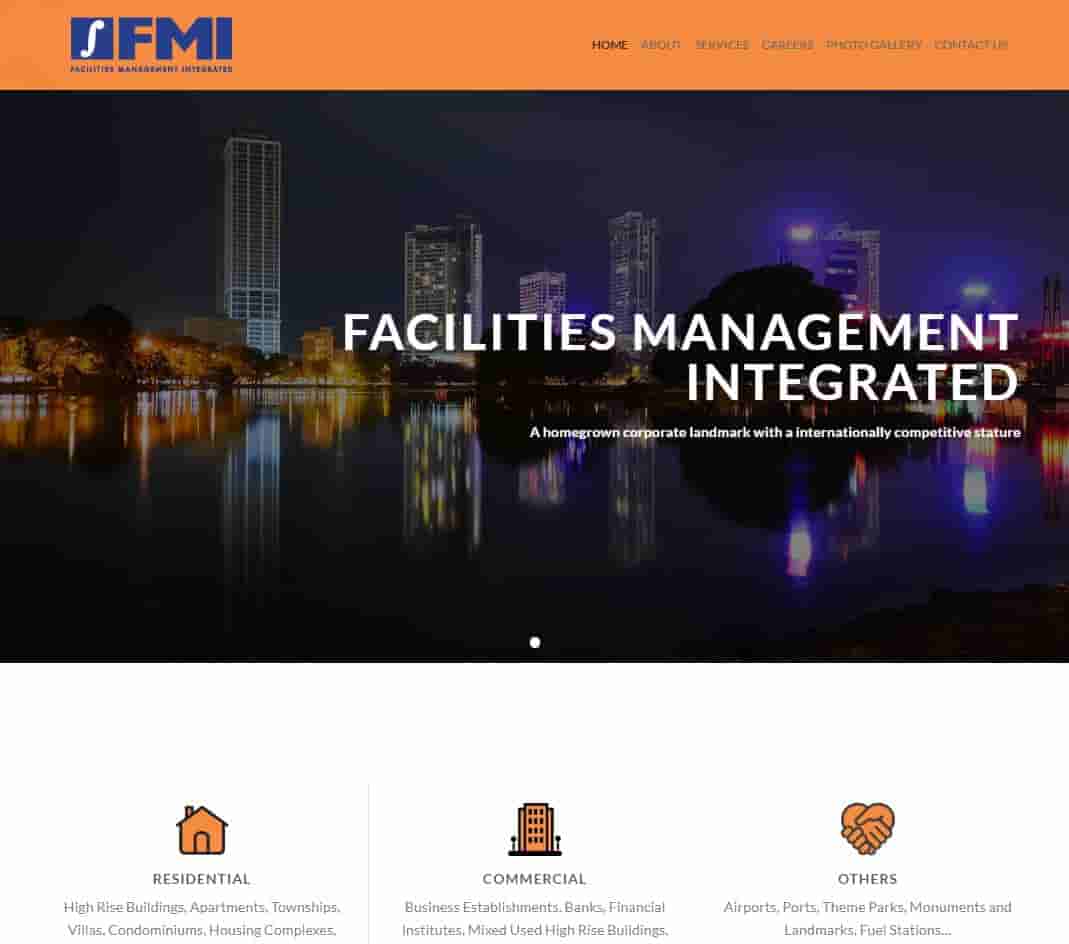 FMI
FACILITIES MANAGEMENT INTEGRATED
HOME ABOUT SERVICES CAREERS PHOTO GALLERY CONTACT US
FACILITIES MANAGEMENT
INTEGRATED
A homegrown corporate landmark with a internationally competitive stature
RESIDENTIAL
High Rise Buildings, Apartments, Townships,
Villas, Condominiums, Housing Complexes,
COMMERCIAL
Business Establishments, Banks, Financial
Institutes, Mixed Used High Rise Buildings,
OTHERS
Airports, Ports, Theme Parks, Monuments and
Landmarks, Fuel Stations...